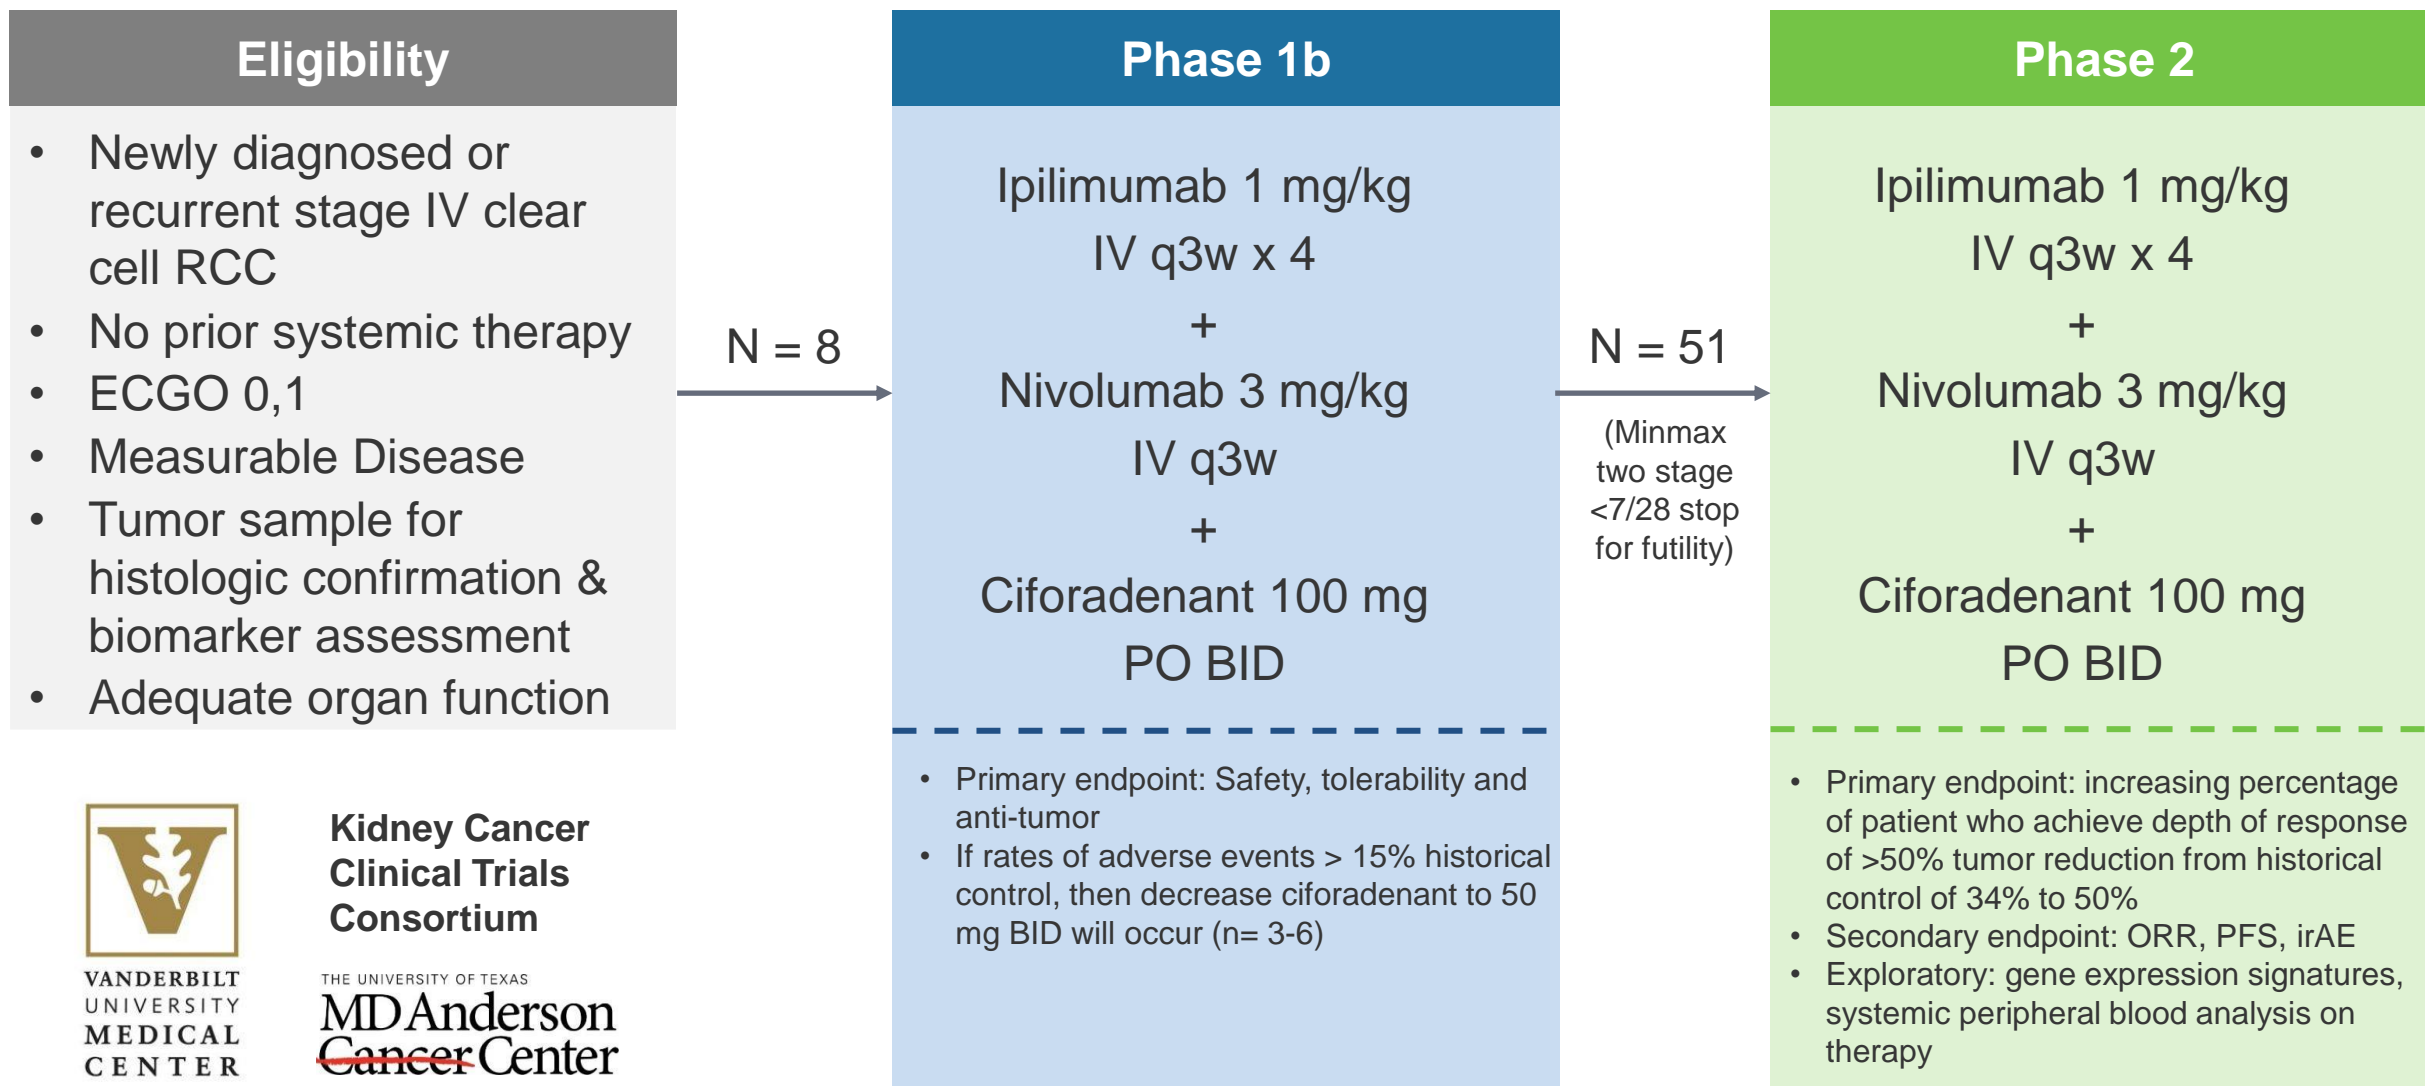 Eligibility
• Newly diagnosed or
recurrent stage IV clear
cell RCC
• No prior systemic therapy
• ECGO 0,1
• Measurable Disease
• Tumor sample for
histologic confirmation &
biomarker assessment
• Adequate organ function
VANDERBILT
UNIVERSITY
MEDICAL
CENTER
Kidney Cancer
Clinical Trials
Consortium
THE UNIVERSITY OF TEXAS
MD Anderson
Cancer Center
N = 8
Phase 1b
Ipilimumab 1 mg/kg
IV q3w x 4
+
Nivolumab 3 mg/kg
IV q3w
+
Ciforadenant 100 mg
PO BID
• Primary endpoint: Safety, tolerability and
anti-tumor
• If rates of adverse events > 15% historical
control, then decrease ciforadenant to 50
mg BID will occur (n= 3-6)
N = 51
(Minmax
two stage
<7/28 stop
for futility)
Phase 2
Ipilimumab 1 mg/kg
IV q3w x 4
+
Nivolumab 3 mg/kg
IV q3w
+
Ciforadenant 100 mg
PO BID
• Primary endpoint: increasing percentage
of patient who achieve depth of response
of >50% tumor reduction from historical
control of 34% to 50%
• Secondary endpoint: ORR, PFS, irAE
• Exploratory: gene expression signatures,
systemic peripheral blood analysis on
therapy